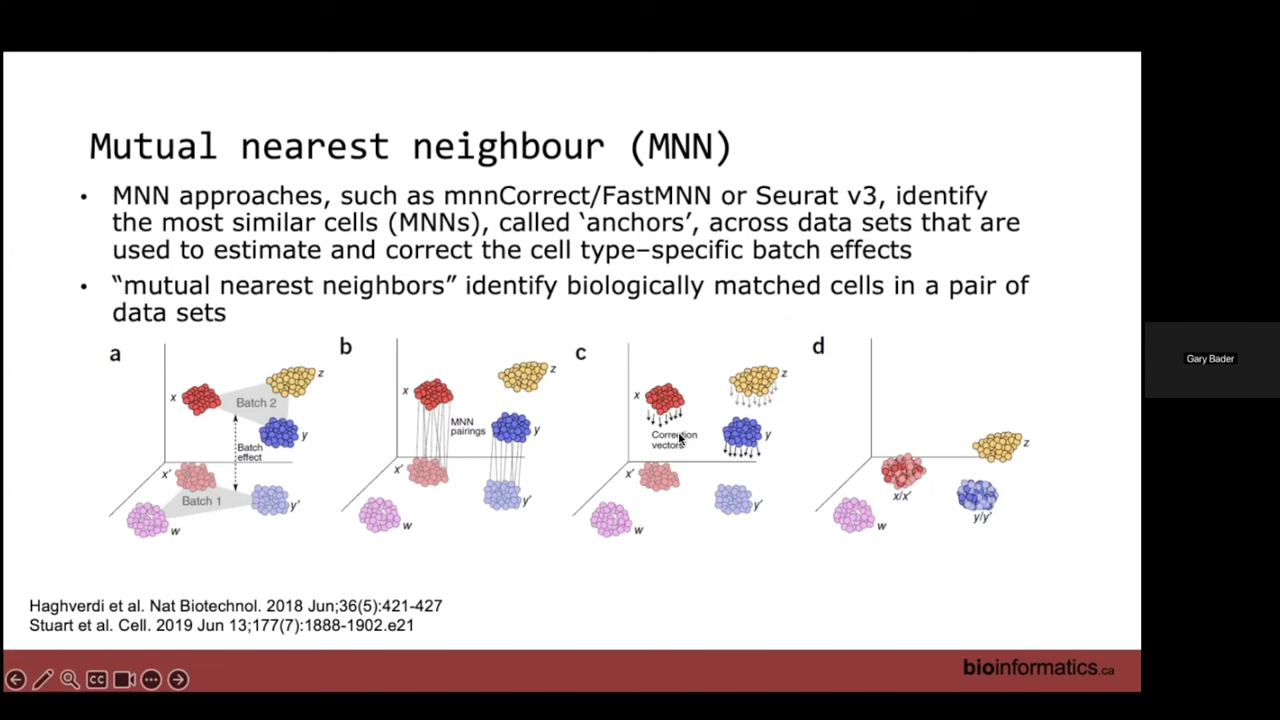 Mutual nearest neighbour (MNN)
• MNN approaches, such as mnnCorrect/FastMNN or Seurat v3, identify
the most similar cells (MNNs), called ‘anchors’, across data sets that are
used to estimate and correct the cell type–specific batch effects
• “mutual nearest neighbors” identify biologically matched cells in a pair of
data sets
a
x
z
Batch 2
y
Batch
effect
x'
Batch 1
y'
w
b
x
z
MNN
pairings
y
x'
y'
w
c
x
z
Correction
vectors
y
x'
y'
w
d
z
x/x'
y/y'
w
Gary Bader
Haghverdi et al. Nat Biotechnol. 2018 Jun;36(5):421-427
Stuart et al. Cell. 2019 Jun 13;177(7):1888-1902.e21
CC
bioinformatics.ca